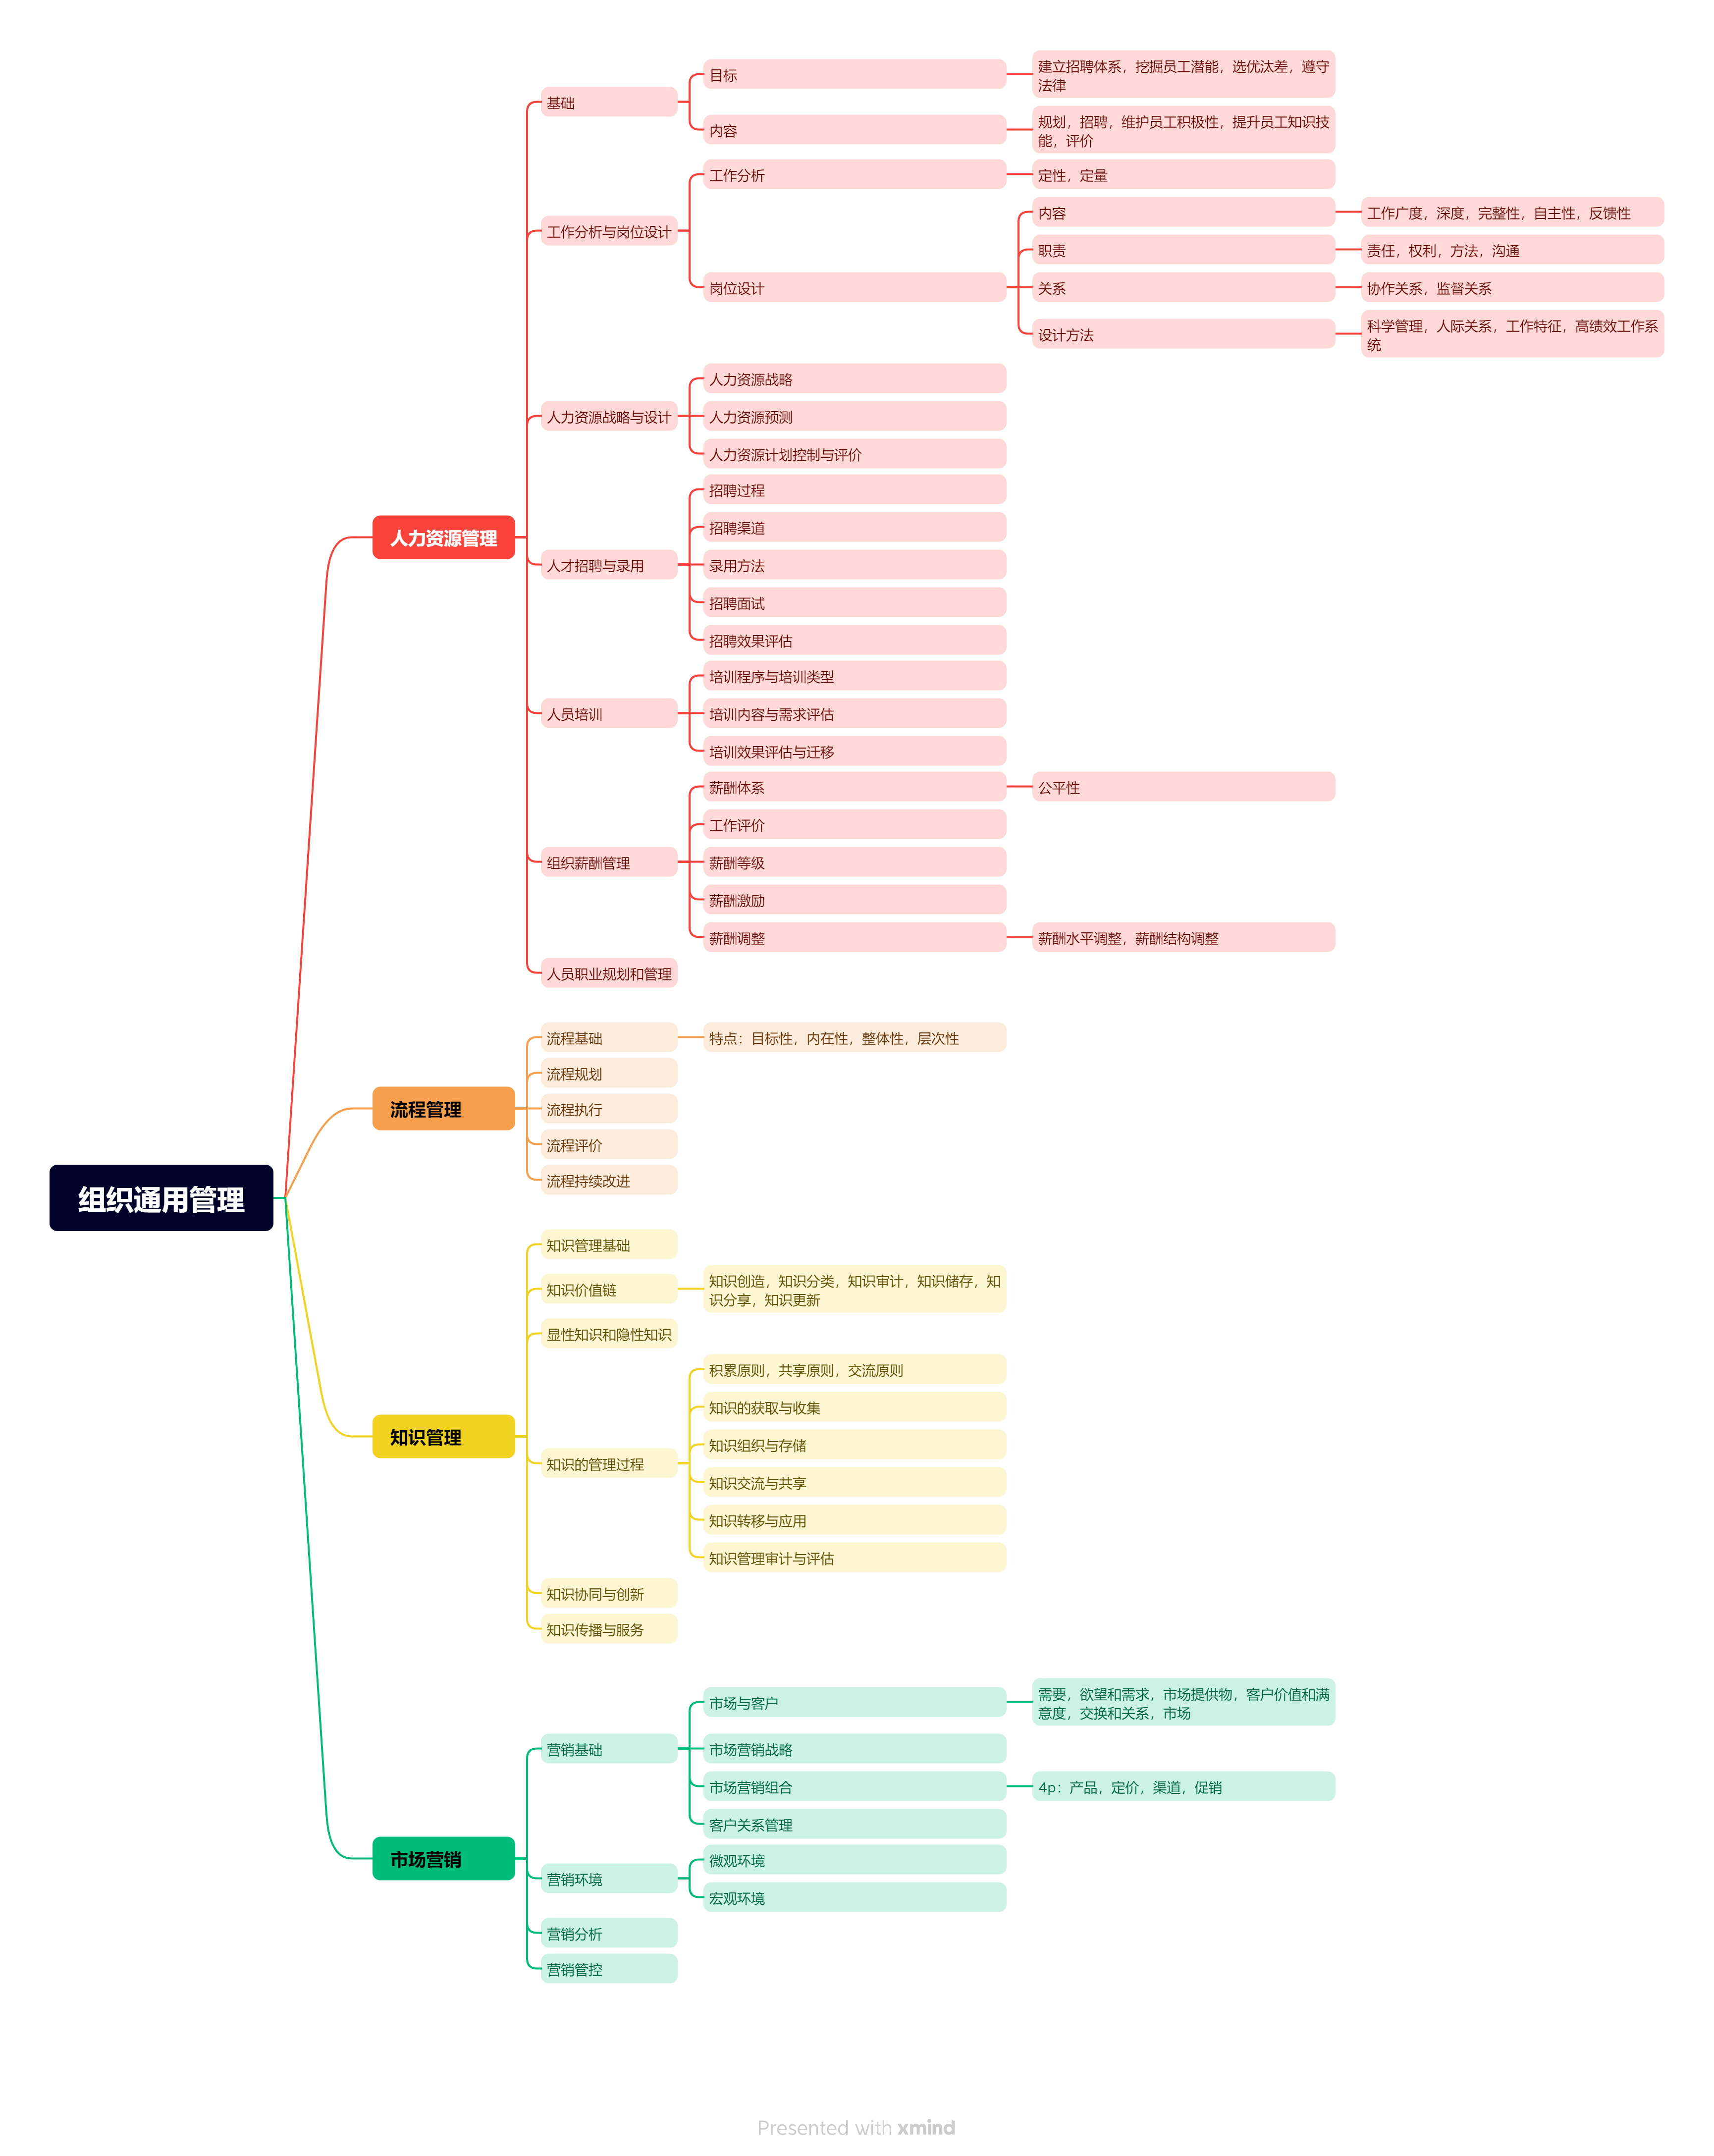 组织通用管理
人力资源管理
基础
目标
建立招聘体系，挖掘员工潜能，选优汰差，遵守
法律
内容
规划，招聘，维护员工积极性，提升员工知识技
能，评价
工作分析与岗位设计
工作分析
定性，定量
岗位设计
内容
工作广度，深度，完整性，自主性，反馈性
职责
责任，权利，方法，沟通
关系
协作关系，监督关系
设计方法
科学管理，人际关系，工作特征，高绩效工作系
统
人力资源战略与设计
人力资源战略
人力资源预测
人力资源计划控制与评价
人才招聘与录用
招聘过程
招聘渠道
录用方法
招聘面试
招聘效果评估
人员培训
培训程序与培训类型
培训内容与需求评估
培训效果评估与迁移
组织薪酬管理
薪酬体系
公平性
工作评价
薪酬等级
薪酬激励
薪酬调整
薪酬水平调整，薪酬结构调整
人员职业规划和管理
流程管理
流程基础
特点：目标性，内在性，整体性，层次性
流程规划
流程执行
流程评价
流程持续改进
知识管理
知识管理基础
知识价值链
知识创造，知识分类，知识审计，知识储存，知
识分享，知识更新
显性知识和隐性知识
知识的管理过程
积累原则，共享原则，交流原则
知识的获取与收集
知识组织与存储
知识交流与共享
知识转移与应用
知识管理审计与评估
知识协同与创新
知识传播与服务
市场营销
营销基础
市场与客户
需要，欲望和需求，市场提供物，客户价值和满
意度，交换和关系，市场
市场营销战略
市场营销组合
4p：产品，定价，渠道，促销
客户关系管理
营销环境
微观环境
宏观环境
营销分析
营销管控
Presented with xmind